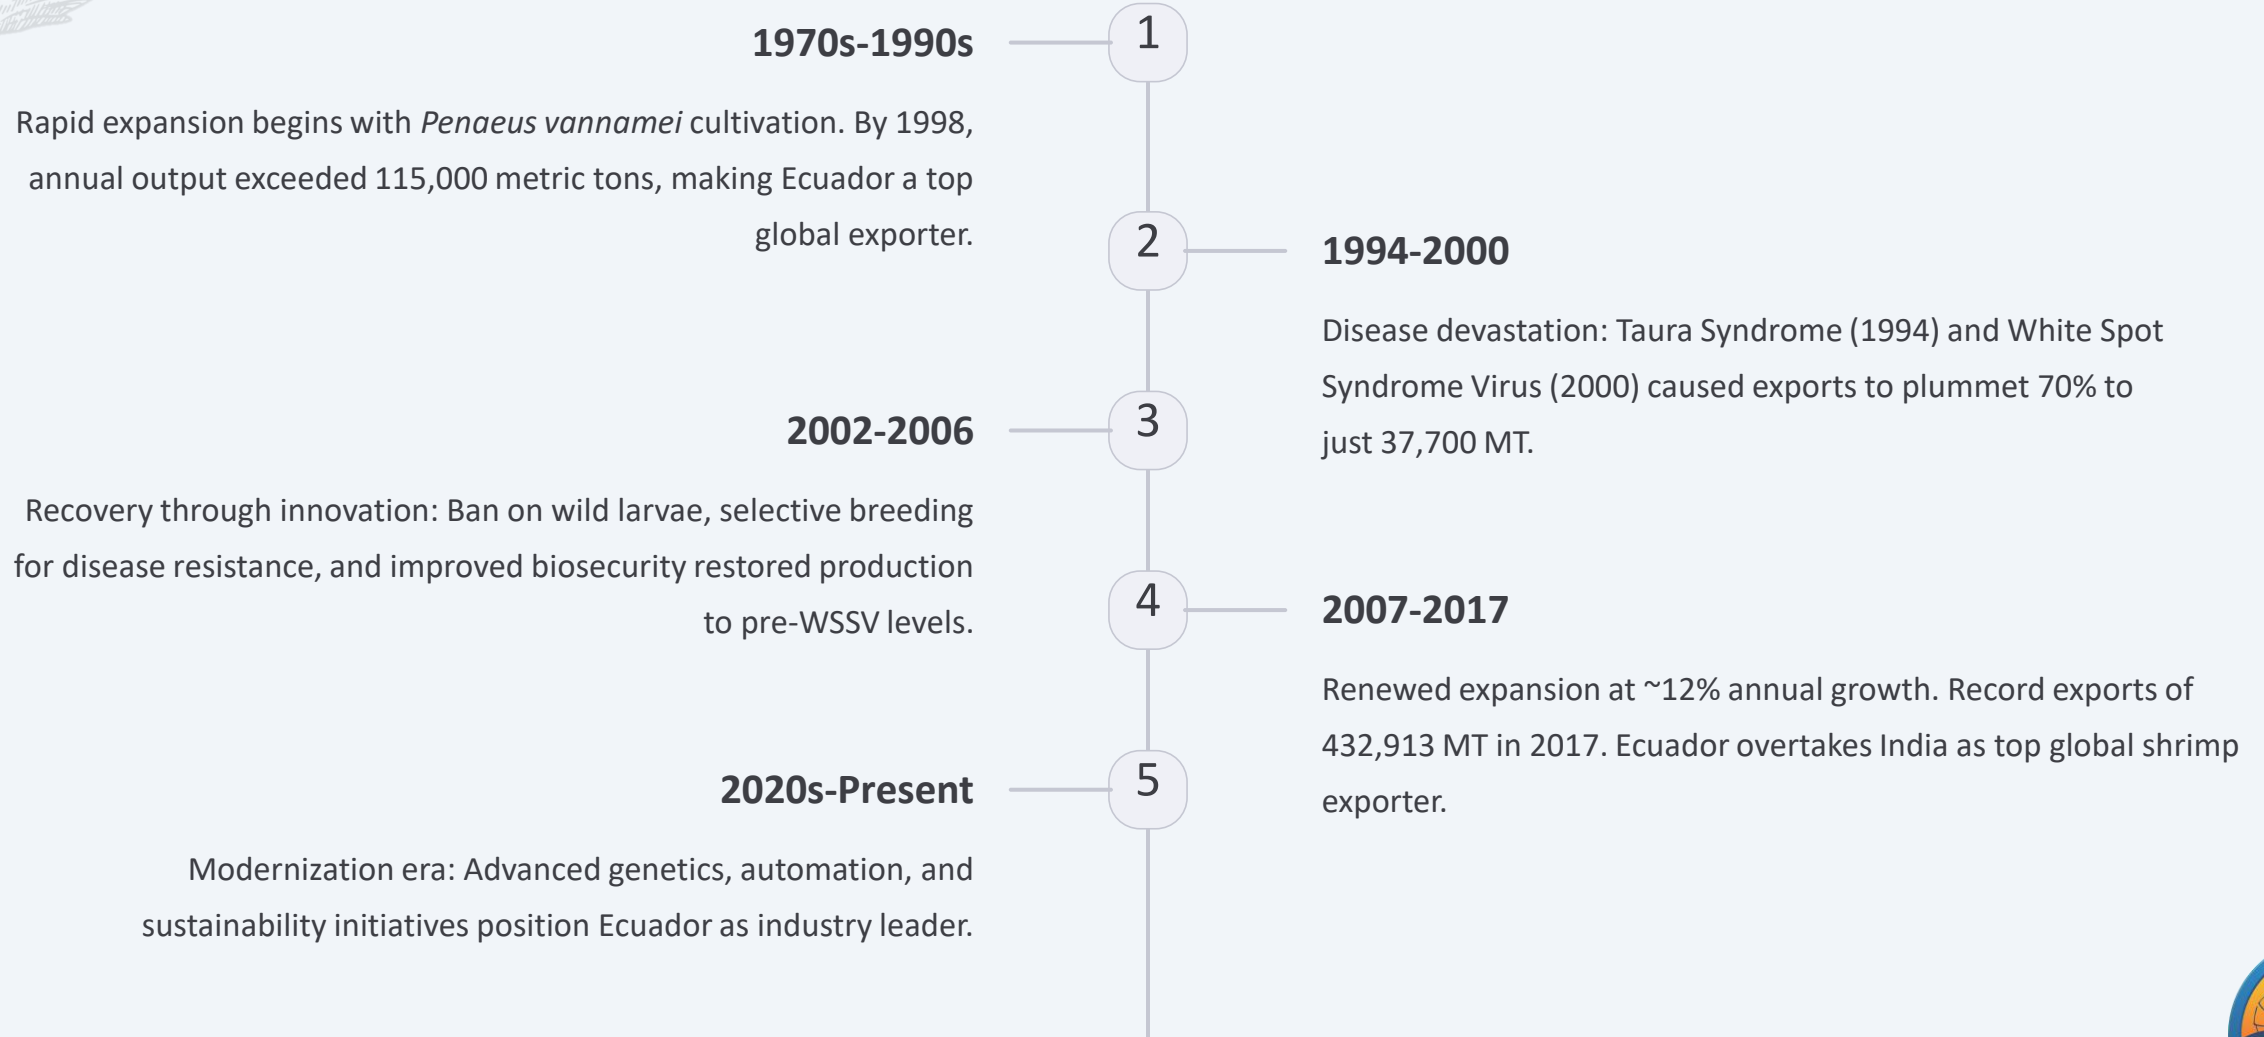 1
1970s-1990s
Rapid expansion begins with Penaeus vannamei cultivation. By 1998,
annual output exceeded 115,000 metric tons, making Ecuador a top
global exporter.
2
1994-2000
Disease devastation: Taura Syndrome (1994) and White Spot
Syndrome Virus (2000) caused exports to plummet 70% to
just 37,700 MT.
3
2002-2006
Recovery through innovation: Ban on wild larvae, selective breeding
for disease resistance, and improved biosecurity restored production
to pre-WSSV levels.
4
2007-2017
Renewed expansion at ~12% annual growth. Record exports of
432,913 MT in 2017. Ecuador overtakes India as top global shrimp
exporter.
5
2020s-Present
Modernization era: Advanced genetics, automation, and
sustainability initiatives position Ecuador as industry leader.